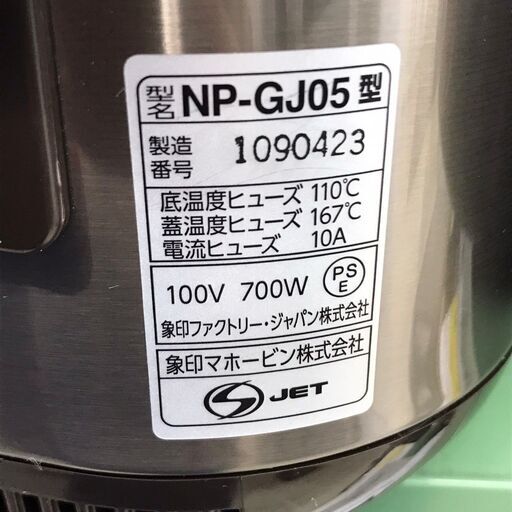 型名 NP-GJ05 型
製造番号 1090423
底温度ヒューズ 110℃
蓋温度ヒューズ 167℃
電流ヒューズ 10A
100V 700W PSE
象印ファクトリー・ジャパン株式会社
象印マホービン株式会社
S JET